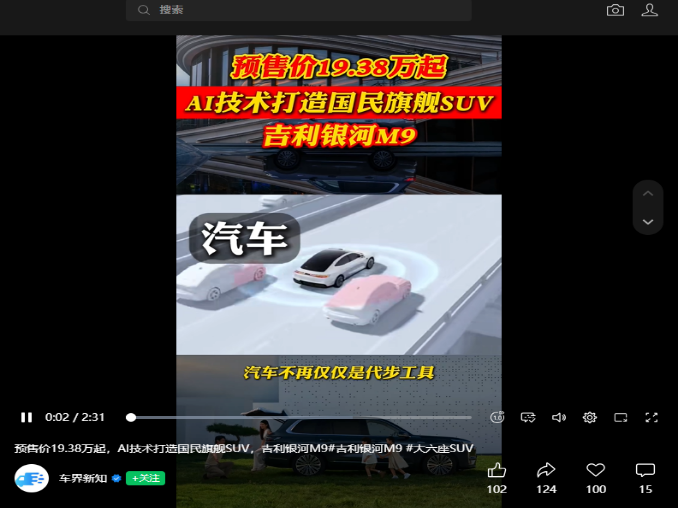 搜索
预售价19.38万起
AI技术打造国民旗舰SUV
吉利银河M9
汽车
汽车不再仅仅是代步工具
0:02 / 2:31
1.0
预售价19.38万起，AI技术打造国民旗舰SUV，吉利银河M9#吉利银河M9 #大六座SUV
车界新知 +关注
102 124 100 15